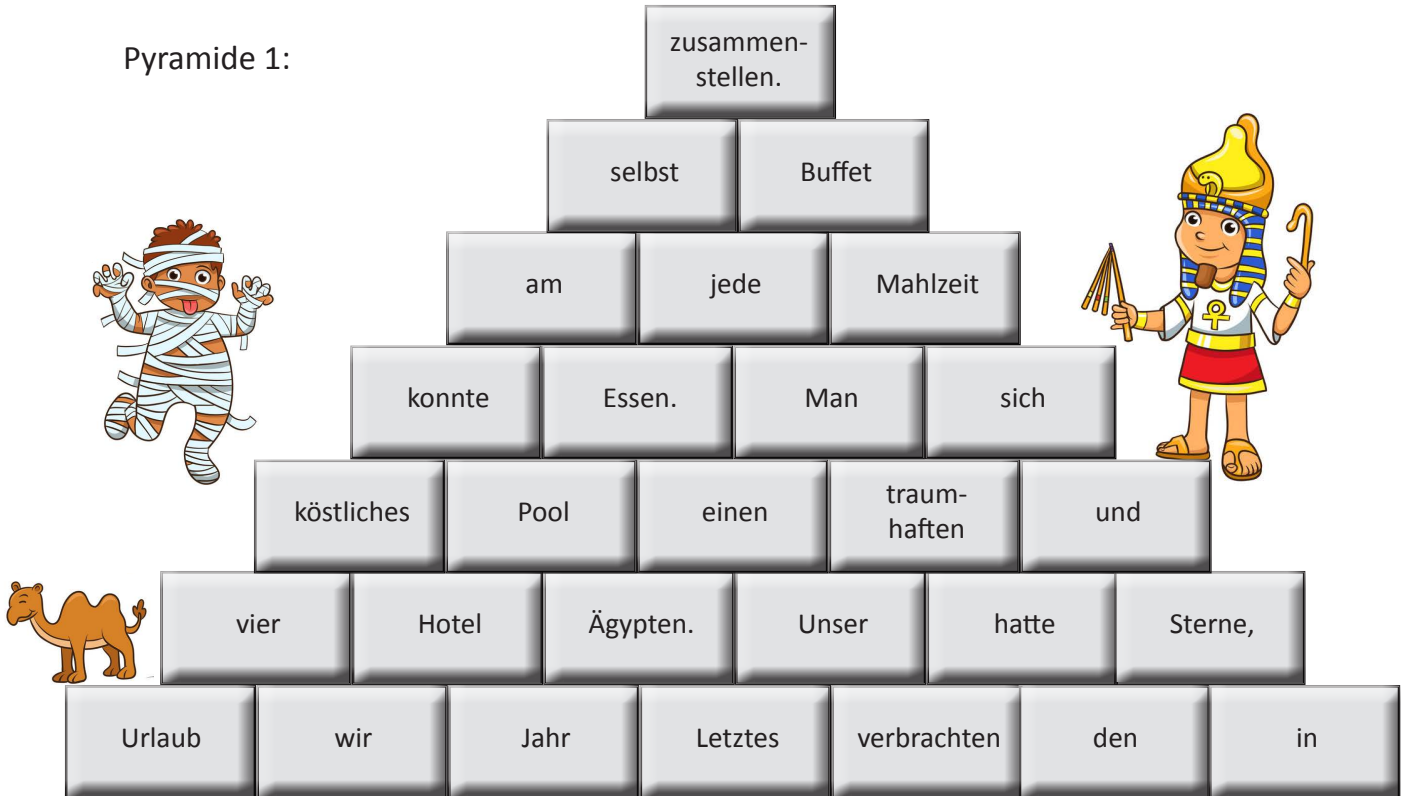 Pyramide 1:
zusammen-
stellen.
selbst Buffet
am jede Mahlzeit
konnte Essen. Man sich
köstliches Pool einen traum-
haften und
vier Hotel Ägypten. Unser hatte Sterne,
Urlaub wir Jahr Letztes verbrachten den in